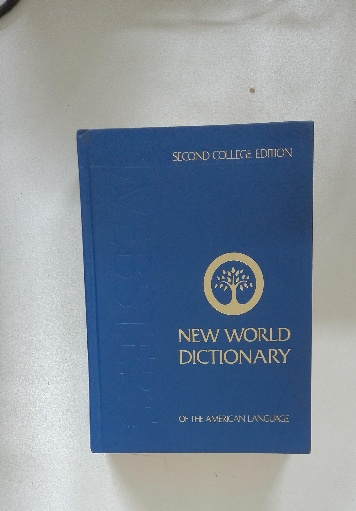 SECOND COLLEGE EDITION
NEW WORLD
DICTIONARY
OF THE AMERICAN LANGUAGE